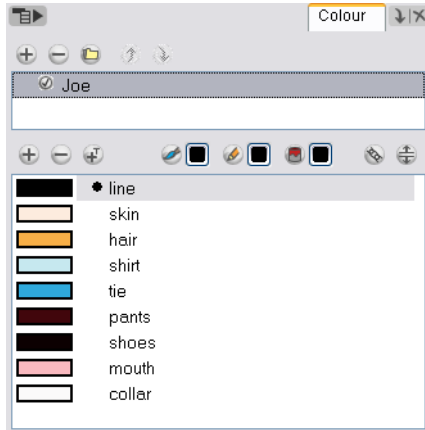 Colour
Joe
line
skin
hair
shirt
tie
pants
shoes
mouth
collar